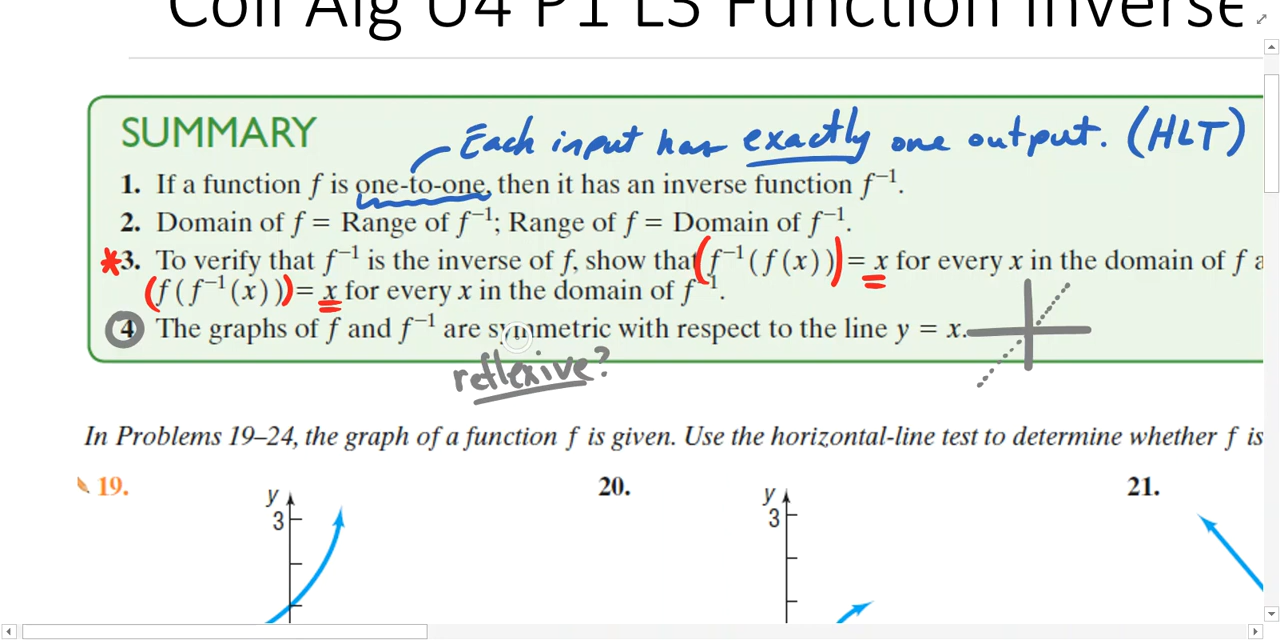 Coll Alg U4 P1 L3 Function Inverse
SUMMARY
Each input has exactly one output. (HLT)
1. If a function f is one-to-one, then it has an inverse function f⁻¹.
2. Domain of f = Range of f⁻¹; Range of f = Domain of f⁻¹.
*3. To verify that f⁻¹ is the inverse of f, show that (f⁻¹(f(x))) = x for every x in the domain of f a
(f(f⁻¹(x))) = x for every x in the domain of f⁻¹.
4 The graphs of f and f⁻¹ are symmetric with respect to the line y = x.
reflexive?
In Problems 19–24, the graph of a function f is given. Use the horizontal-line test to determine whether f is
19. 20. 21.
y y
3 3